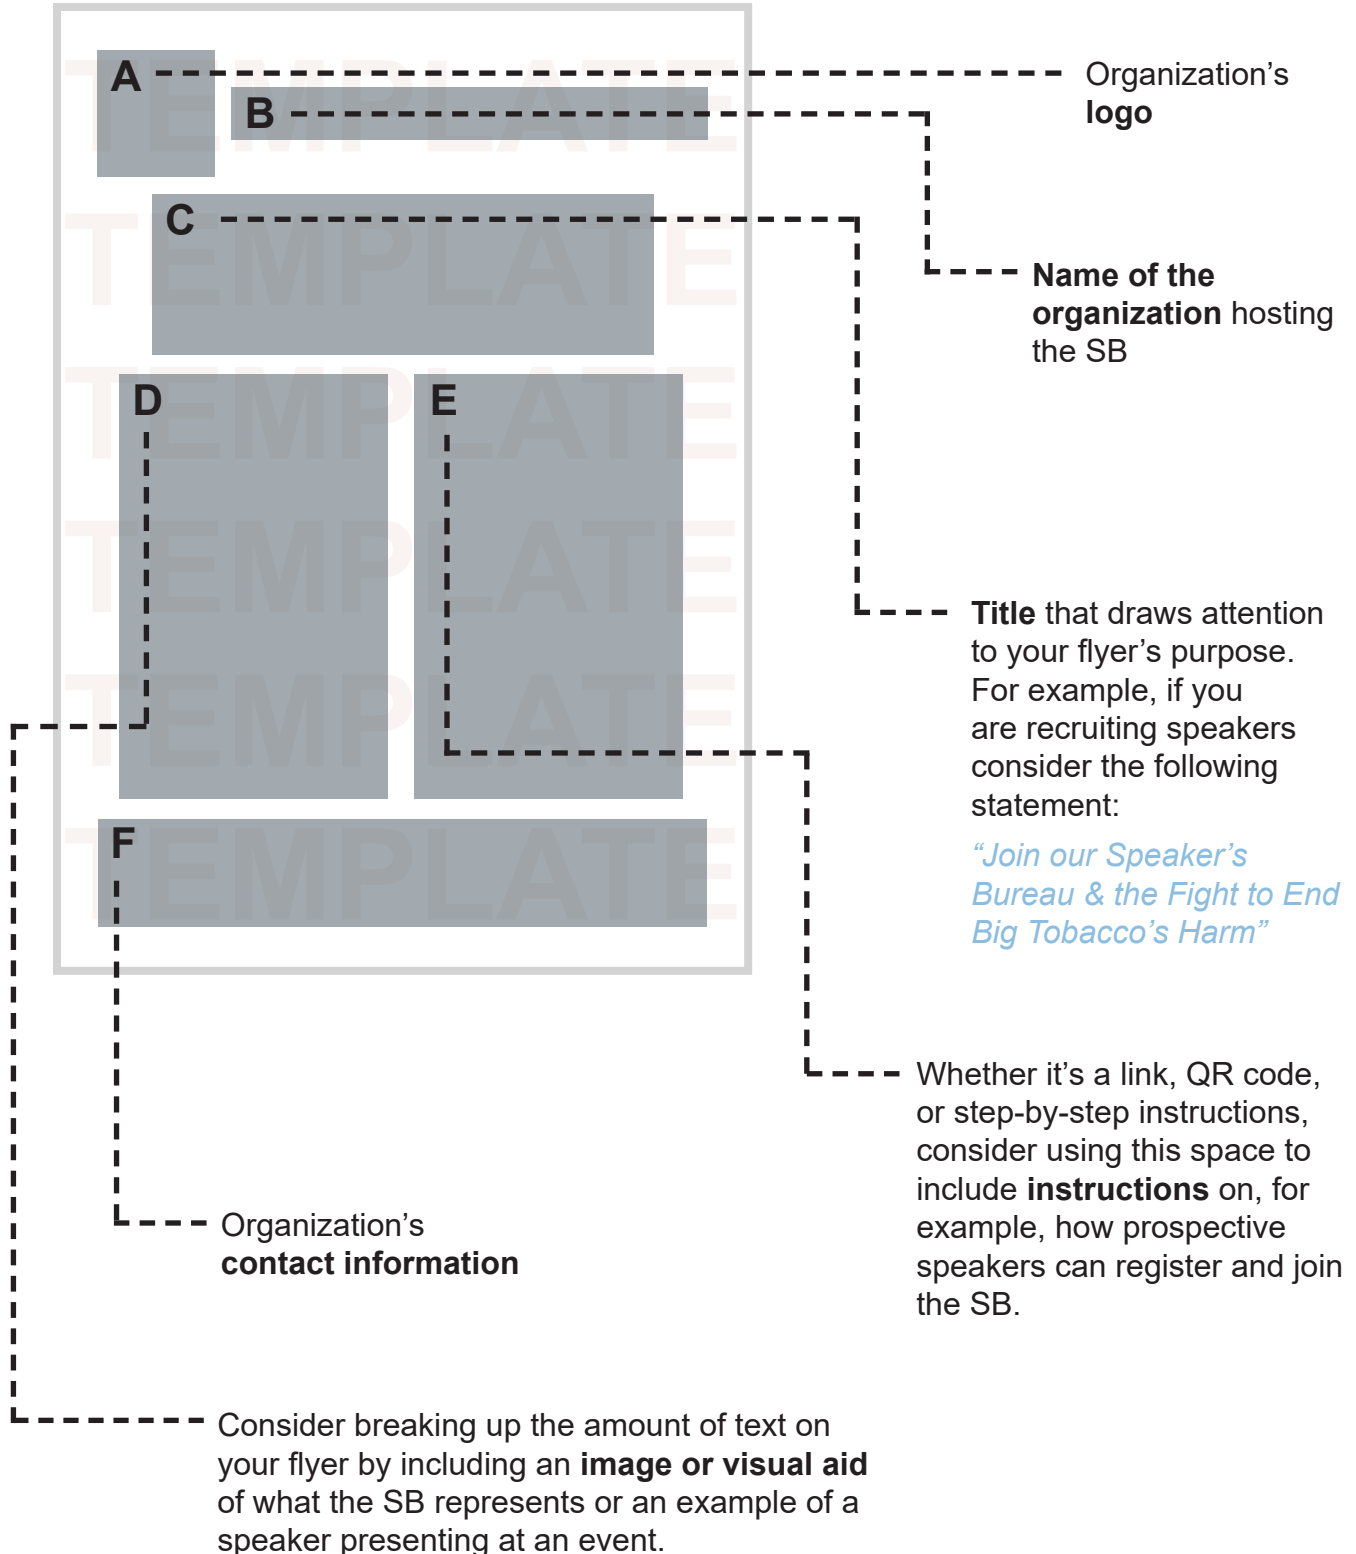 TEMPLATE
TEMPLATE
TEMPLATE
TEMPLATE
TEMPLATE
TEMPLATE
A
B
C
D
E
F
Organization’s
logo
Name of the
organization hosting
the SB
Title that draws attention
to your flyer’s purpose.
For example, if you
are recruiting speakers
consider the following
statement:
“Join our Speaker’s
Bureau & the Fight to End
Big Tobacco’s Harm”
Whether it’s a link, QR code,
or step-by-step instructions,
consider using this space to
include instructions on, for
example, how prospective
speakers can register and join
the SB.
Organization’s
contact information
Consider breaking up the amount of text on
your flyer by including an image or visual aid
of what the SB represents or an example of a
speaker presenting at an event.